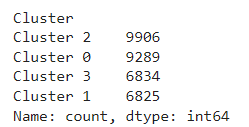 Cluster
Cluster 2    9906
Cluster 0    9289
Cluster 3    6834
Cluster 1    6825
Name: count, dtype: int64